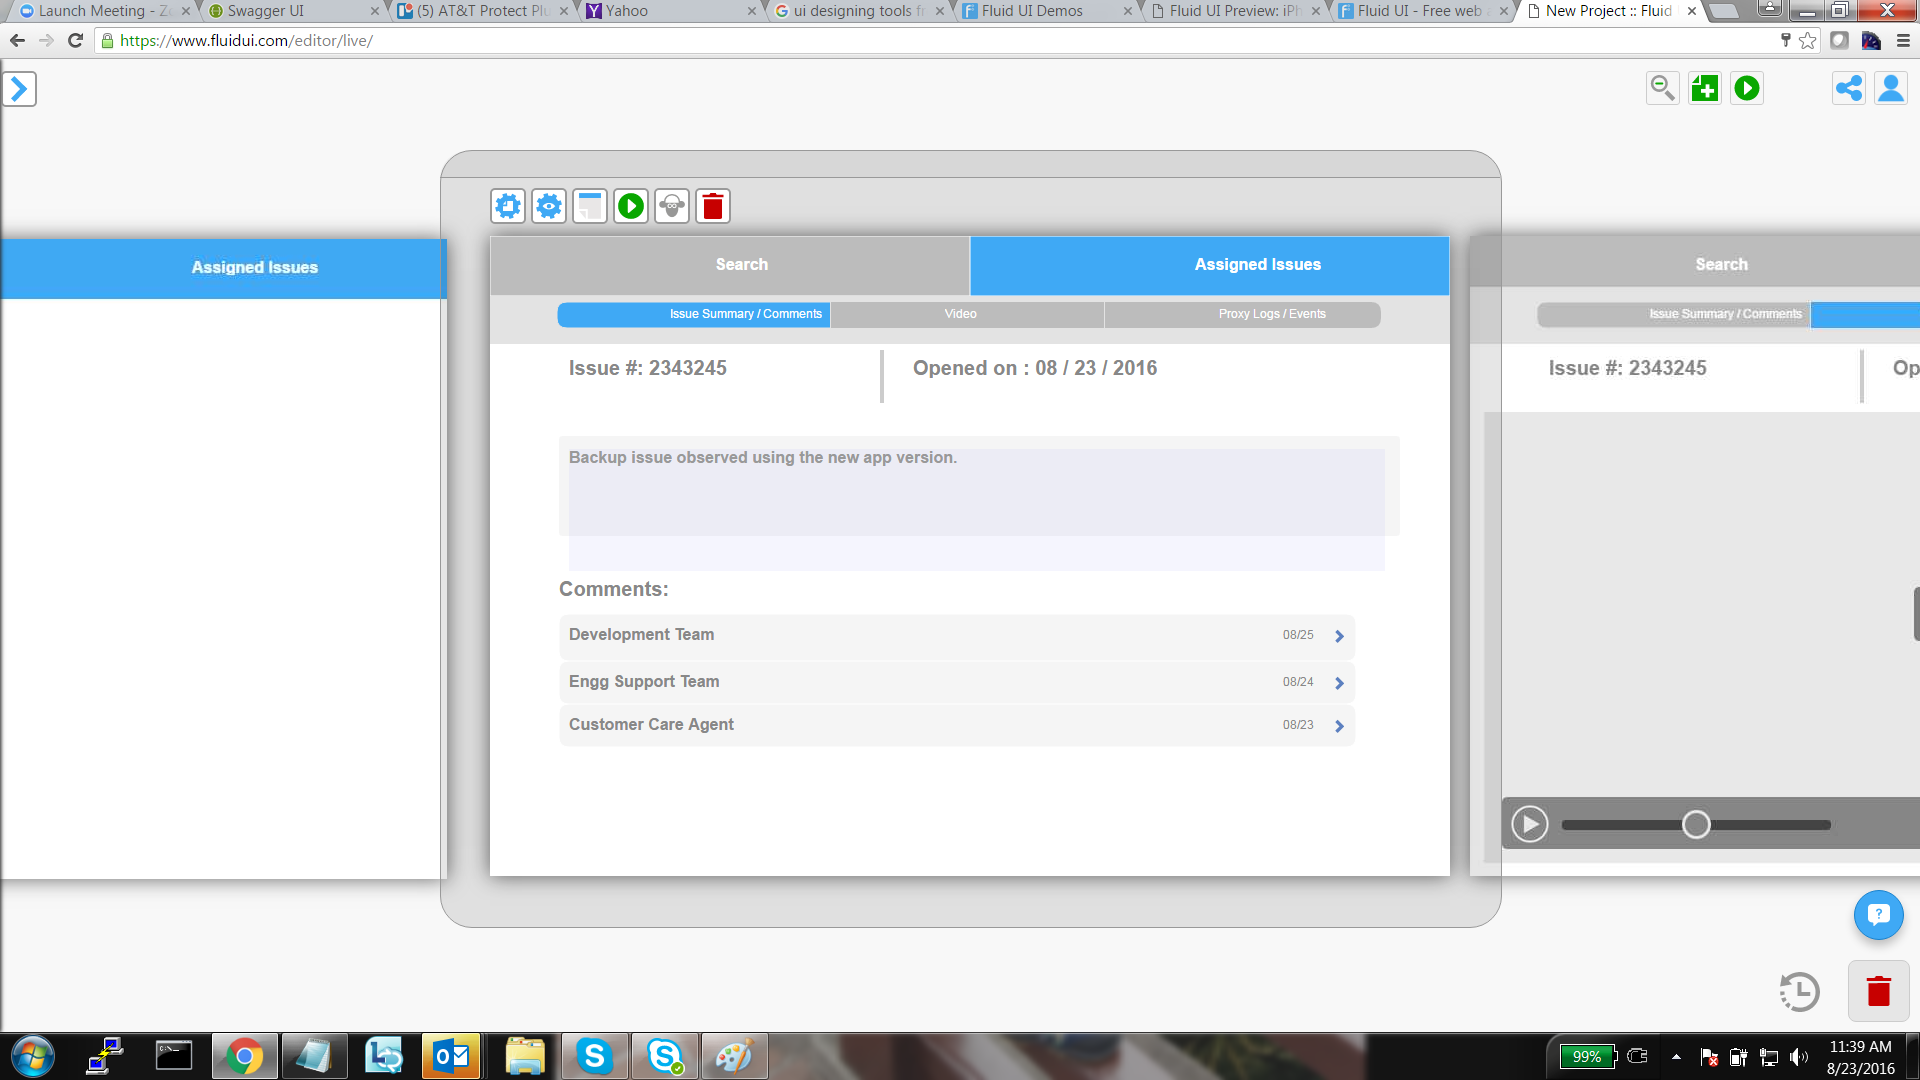 Launch Meeting - Zo
Swagger UI
(5) AT&T Protect Plu
Yahoo
ui designing tools fr
Fluid UI Demos
Fluid UI Preview: iPh
Fluid UI - Free web a
New Project :: Fluid
https://www.fluidui.com/editor/live/
Assigned Issues
Search
Assigned Issues
Issue Summary / Comments
Video
Proxy Logs / Events
Issue #: 2343245
Opened on : 08 / 23 / 2016
Backup issue observed using the new app version.
Comments:
Development Team
08/25
Engg Support Team
08/24
Customer Care Agent
08/23
Search
Issue Summary / Comments
Issue #: 2343245
Op
99%
11:39 AM
8/23/2016